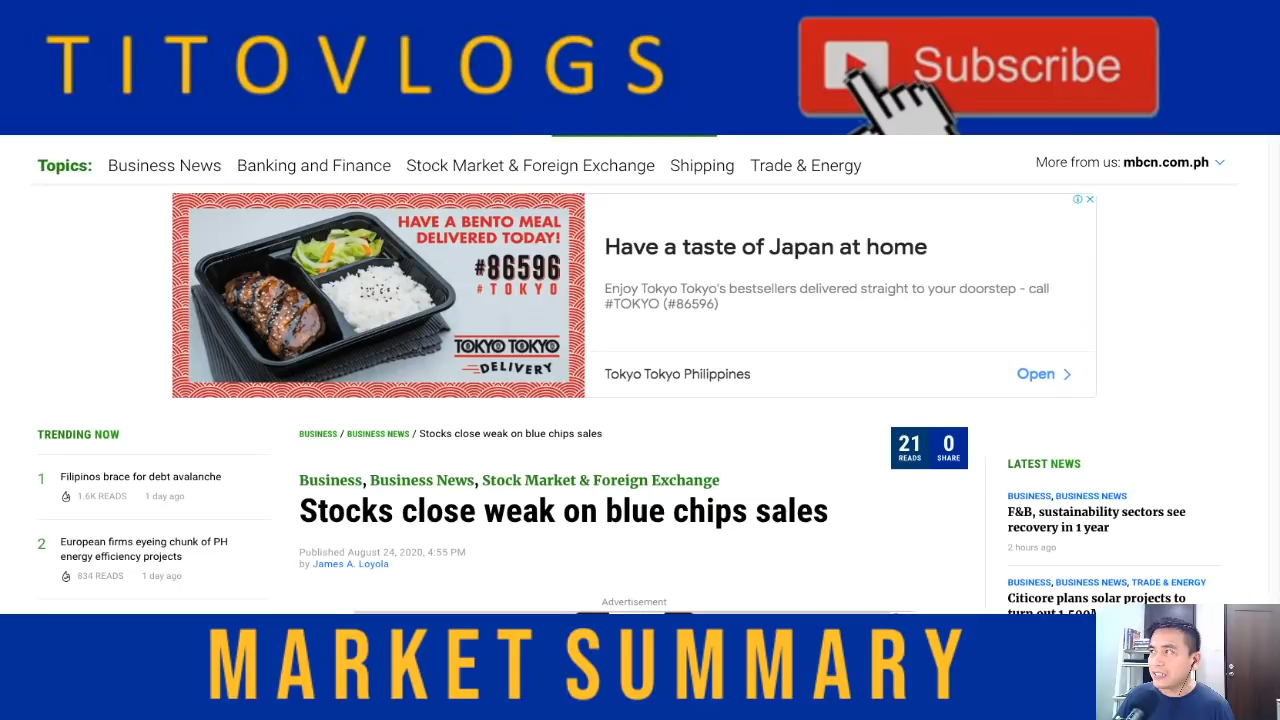 TITOVLOGS
Subscribe
Topics: Business News Banking and Finance Stock Market & Foreign Exchange Shipping Trade & Energy
More from us: mbcn.com.ph
HAVE A BENTO MEAL
DELIVERED TODAY!
#86596
#TOKYO
TOKYO TOKYO
DELIVERY
Have a taste of Japan at home
Enjoy Tokyo Tokyo's bestsellers delivered straight to your doorstep - call
#TOKYO (#86596)
Tokyo Tokyo Philippines
Open
TRENDING NOW
1 Filipinos brace for debt avalanche
1.6K READS 1 day ago
2 European firms eyeing chunk of PH
energy efficiency projects
834 READS 1 day ago
BUSINESS / BUSINESS NEWS / Stocks close weak on blue chips sales
21 0
READS SHARE
Business, Business News, Stock Market & Foreign Exchange
Stocks close weak on blue chips sales
Published August 24, 2020, 4:55 PM
by James A. Loyola
Advertisement
LATEST NEWS
BUSINESS, BUSINESS NEWS
F&B, sustainability sectors see
recovery in 1 year
2 hours ago
BUSINESS, BUSINESS NEWS, TRADE & ENERGY
Citicore plans solar projects to
turn out 1,500
MARKET SUMMARY